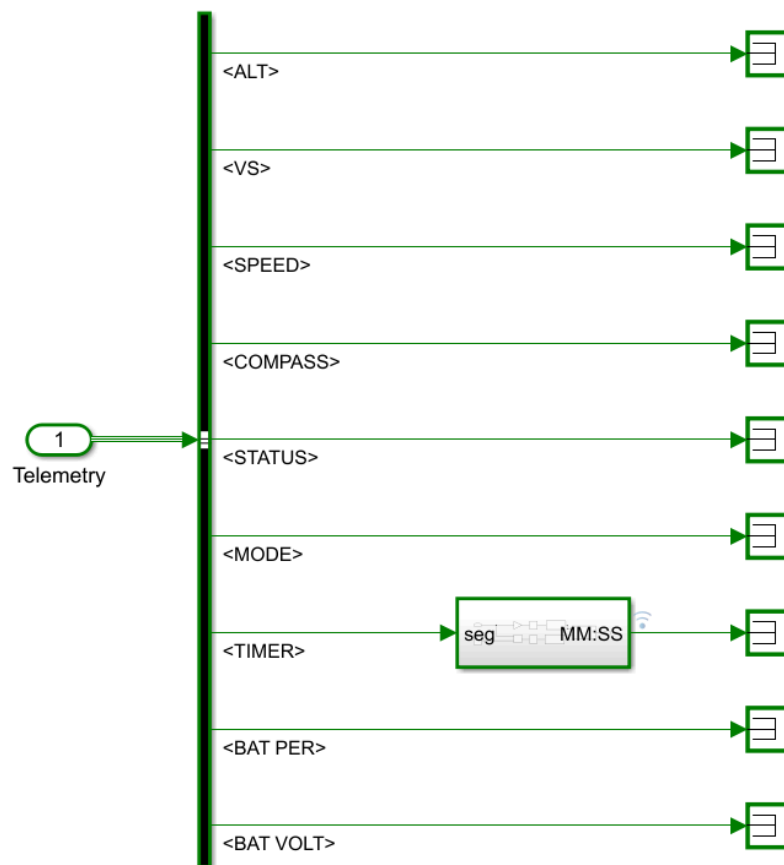 <ALT>
<VS>
<SPEED>
<COMPASS>
1
Telemetry
<STATUS>
<MODE>
seg MM:SS
<TIMER>
<BAT PER>
<BAT VOLT>